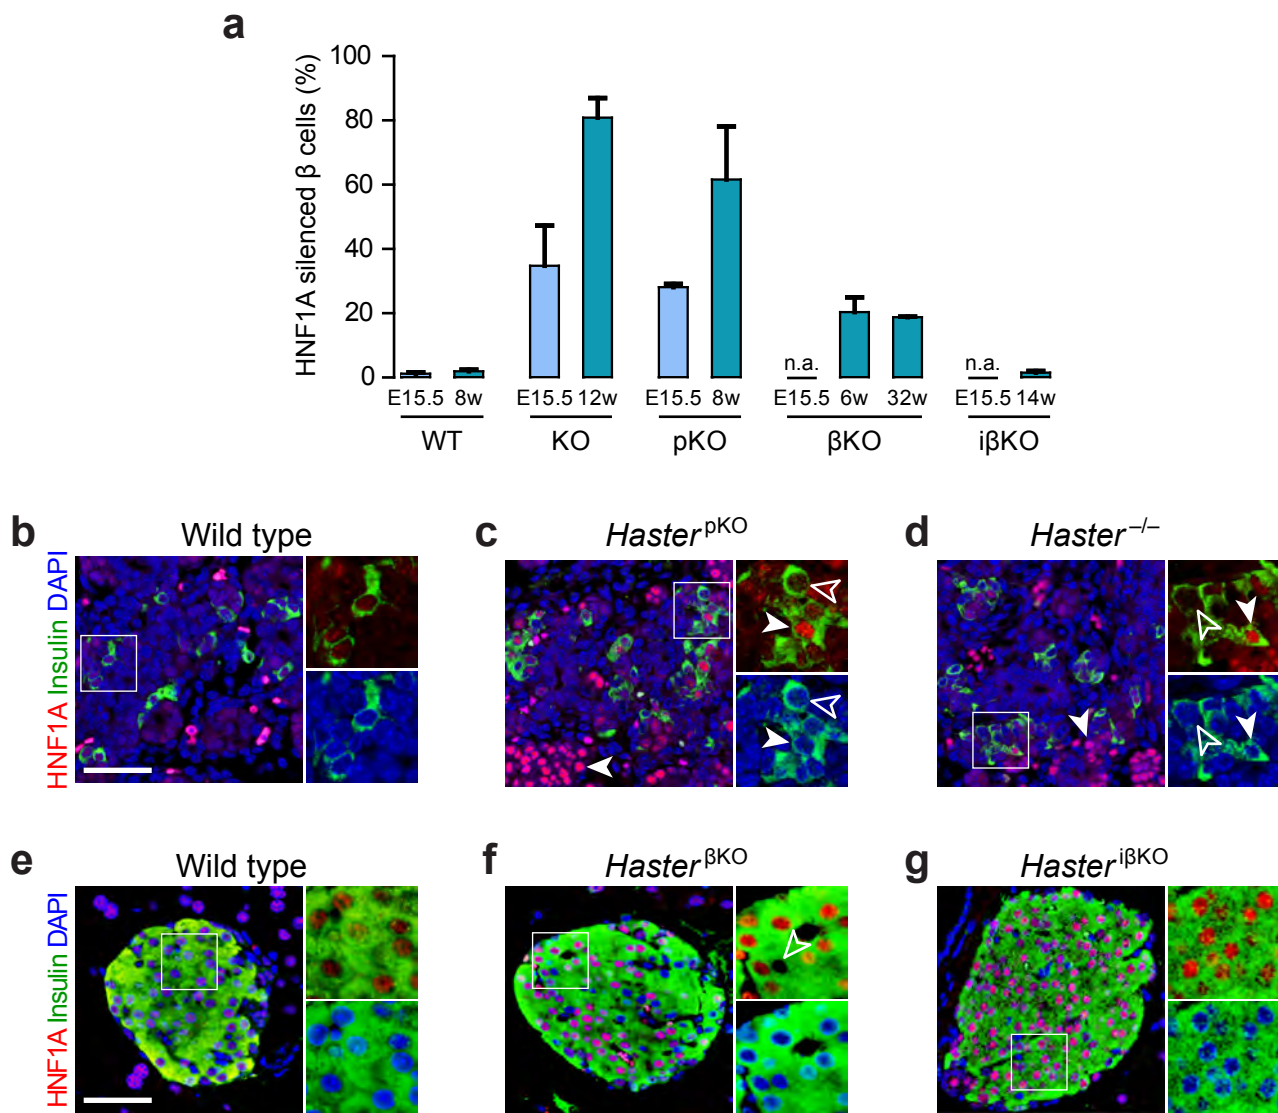 a
HNF1A silenced β cells (%)
100
80
60
40
20
0
n.a.
n.a.
E15.5 8w E15.5 12w E15.5 8w E15.5 6w 32w E15.5 14w
WT KO pKO βKO iβKO
b Wild type c Haster pKO d Haster –/–
HNF1A Insulin DAPI
e Wild type f Haster βKO g Haster iβKO
HNF1A Insulin DAPI